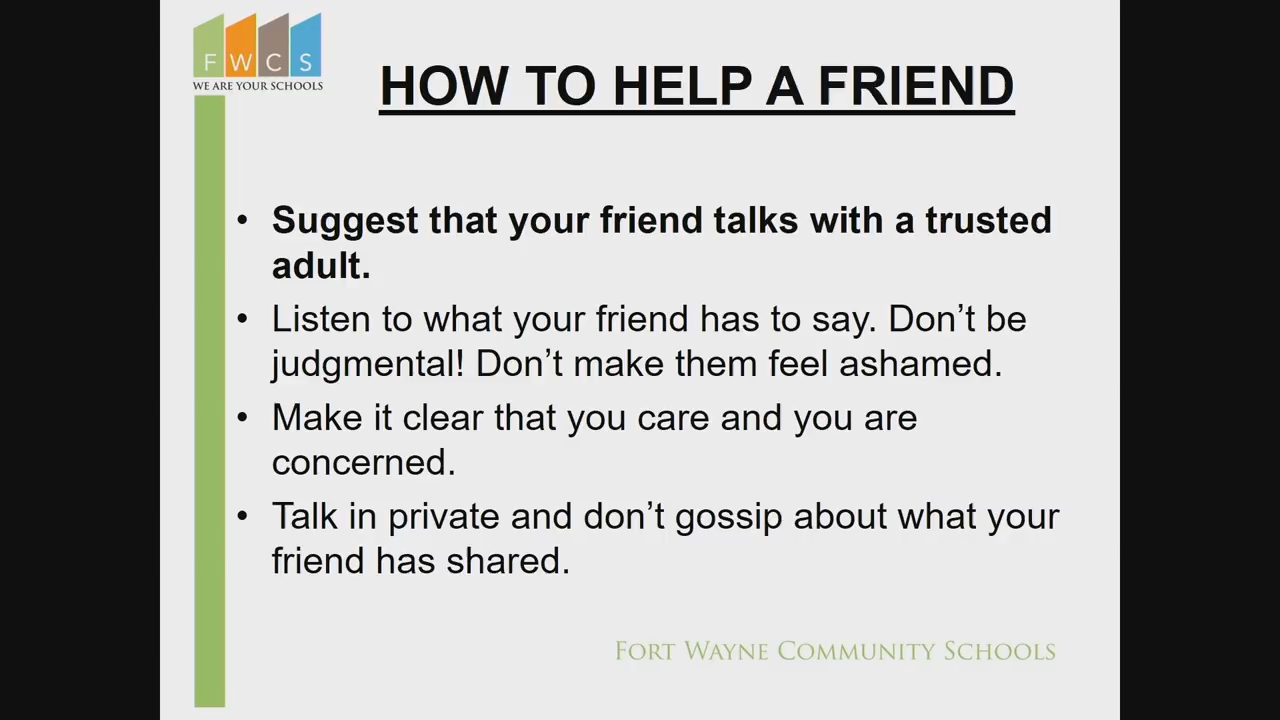 FWCS
WE ARE YOUR SCHOOLS
HOW TO HELP A FRIEND
• Suggest that your friend talks with a trusted
adult.
• Listen to what your friend has to say. Don’t be
judgmental! Don’t make them feel ashamed.
• Make it clear that you care and you are
concerned.
• Talk in private and don’t gossip about what your
friend has shared.
FORT WAYNE COMMUNITY SCHOOLS